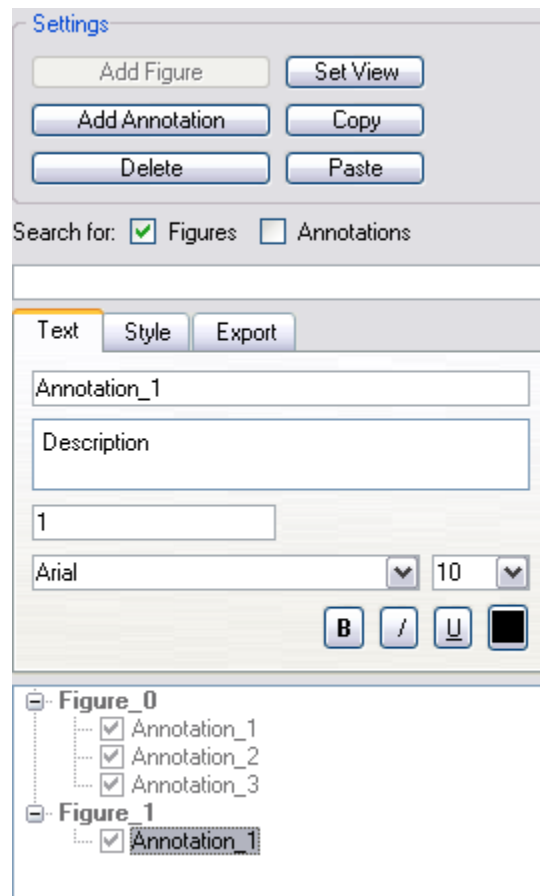 Settings
Add Figure Set View
Add Annotation Copy
Delete Paste
Search for: Figures Annotations
Text Style Export
Annotation_1
Description
1
Arial 10
B I U
Figure_0
Annotation_1
Annotation_2
Annotation_3
Figure_1
Annotation_1